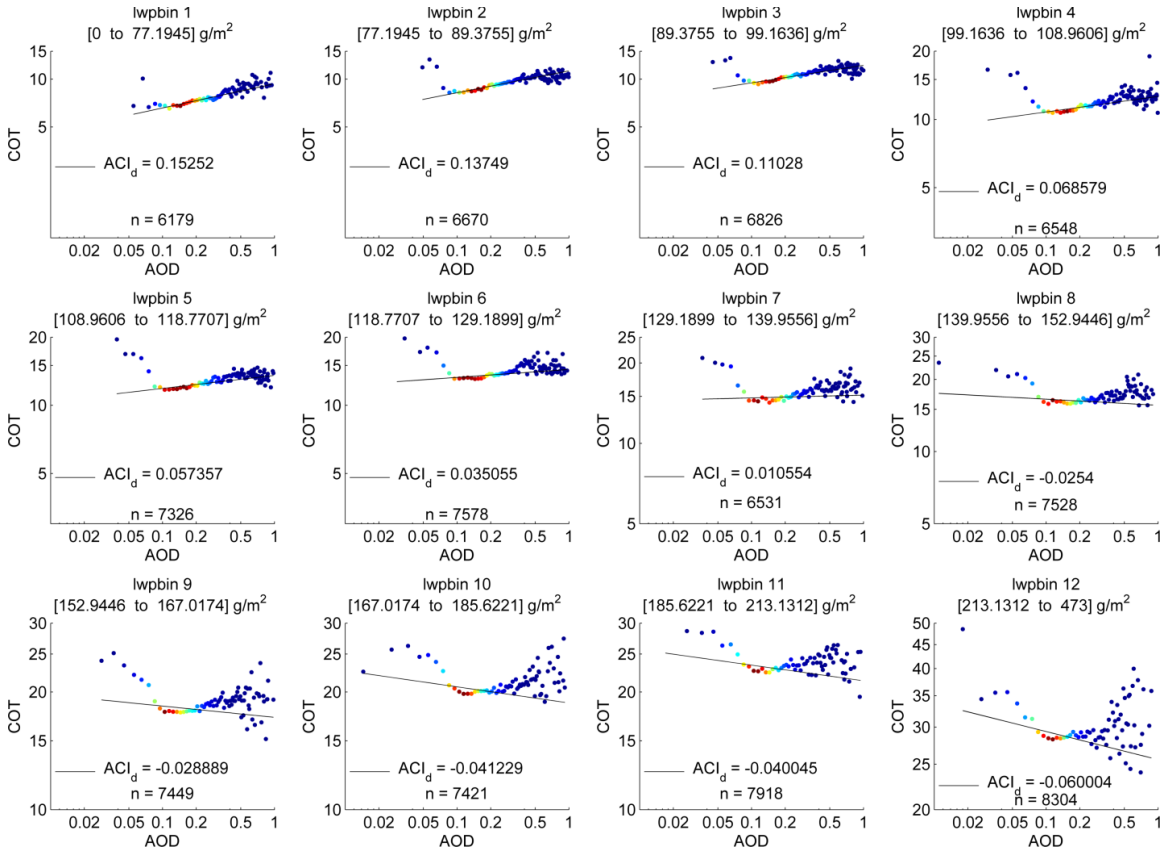 lwpbin 1
[0 to 77.1945] g/m²
15
10
5
COT
ACI_d = 0.15252
n = 6179
0.02 0.05 0.1 0.2 0.5 1
AOD
lwpbin 2
[77.1945 to 89.3755] g/m²
15
10
5
COT
ACI_d = 0.13749
n = 6670
0.02 0.05 0.1 0.2 0.5 1
AOD
lwpbin 3
[89.3755 to 99.1636] g/m²
15
10
5
COT
ACI_d = 0.11028
n = 6826
0.02 0.05 0.1 0.2 0.5 1
AOD
lwpbin 4
[99.1636 to 108.9606] g/m²
20
15
10
5
COT
ACI_d = 0.068579
n = 6548
0.02 0.05 0.1 0.2 0.5 1
AOD
lwpbin 5
[108.9606 to 118.7707] g/m²
20
15
10
5
COT
ACI_d = 0.057357
n = 7326
0.02 0.05 0.1 0.2 0.5 1
AOD
lwpbin 6
[118.7707 to 129.1899] g/m²
20
15
10
5
COT
ACI_d = 0.035055
n = 7578
0.02 0.05 0.1 0.2 0.5 1
AOD
lwpbin 7
[129.1899 to 139.9556] g/m²
25
20
15
10
5
COT
ACI_d = 0.010554
n = 6531
0.02 0.05 0.1 0.2 0.5 1
AOD
lwpbin 8
[139.9556 to 152.9446] g/m²
30
25
20
15
10
5
COT
ACI_d = -0.0254
n = 7528
0.02 0.05 0.1 0.2 0.5 1
AOD
lwpbin 9
[152.9446 to 167.0174] g/m²
30
25
20
15
10
COT
ACI_d = -0.028889
n = 7449
0.02 0.05 0.1 0.2 0.5 1
AOD
lwpbin 10
[167.0174 to 185.6221] g/m²
30
25
20
15
10
COT
ACI_d = -0.041229
n = 7421
0.02 0.05 0.1 0.2 0.5 1
AOD
lwpbin 11
[185.6221 to 213.1312] g/m²
30
25
20
15
10
COT
ACI_d = -0.040045
n = 7918
0.02 0.05 0.1 0.2 0.5 1
AOD
lwpbin 12
[213.1312 to 473] g/m²
50
45
40
35
30
25
20
COT
ACI_d = -0.060004
n = 8304
0.02 0.05 0.1 0.2 0.5 1
AOD